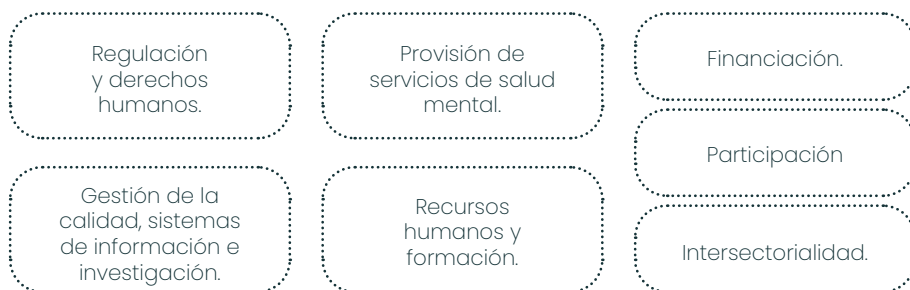 Regulación
y derechos
humanos.
Provisión de
servicios de salud
mental.
Financiación.
Participación
Gestión de la
calidad, sistemas
de información e
investigación.
Recursos
humanos y
formación.
Intersectorialidad.